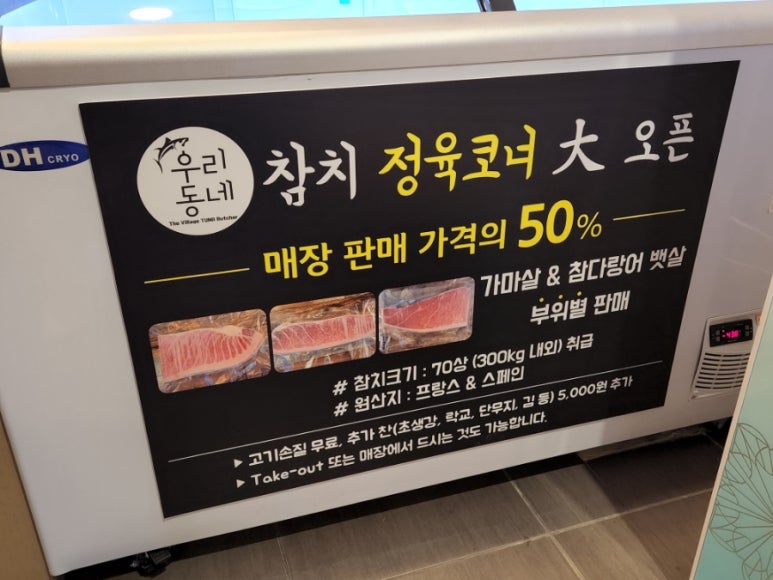 DH CRYO
우리
동네
The Village TUNA Butcher
참치 정육코너 大 오픈
매장 판매 가격의 50%
가마살 & 참다랑어 뱃살
부위별 판매
# 참치크기 : 70상 (300kg 내외) 취급
# 원산지 : 프랑스 & 스페인
▶ 고기손질 무료, 추가 찬(초생강, 락교, 단무지, 김 등) 5,000원 추가
▶ Take-out 또는 매장에서 드시는 것도 가능합니다.